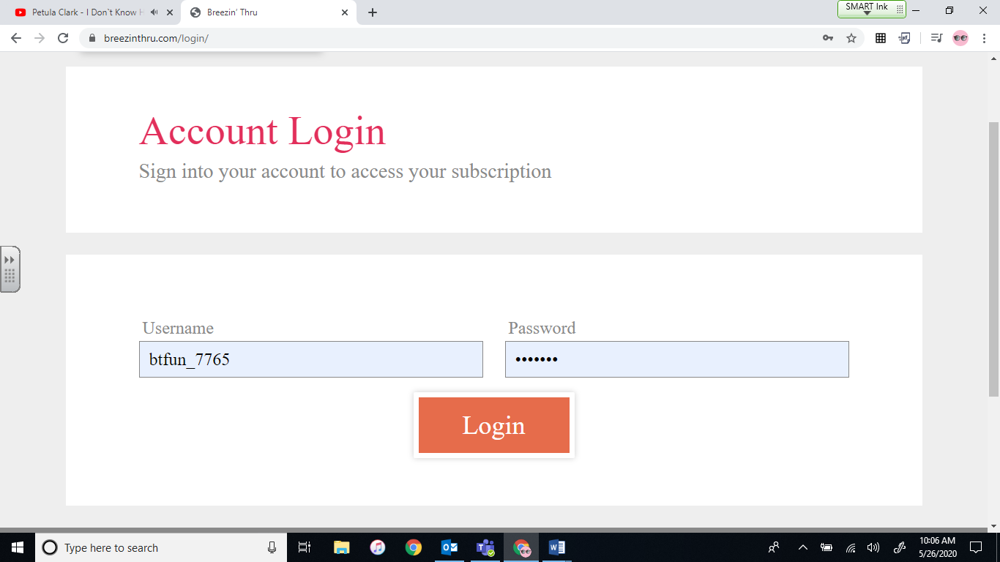 Petula Clark - I Don`t Know H
Breezin' Thru
SMART Ink
breezinthru.com/login/
Account Login
Sign into your account to access your subscription
Username
Password
btfun_7765
•••••••
Login
Type here to search
10:06 AM
5/26/2020